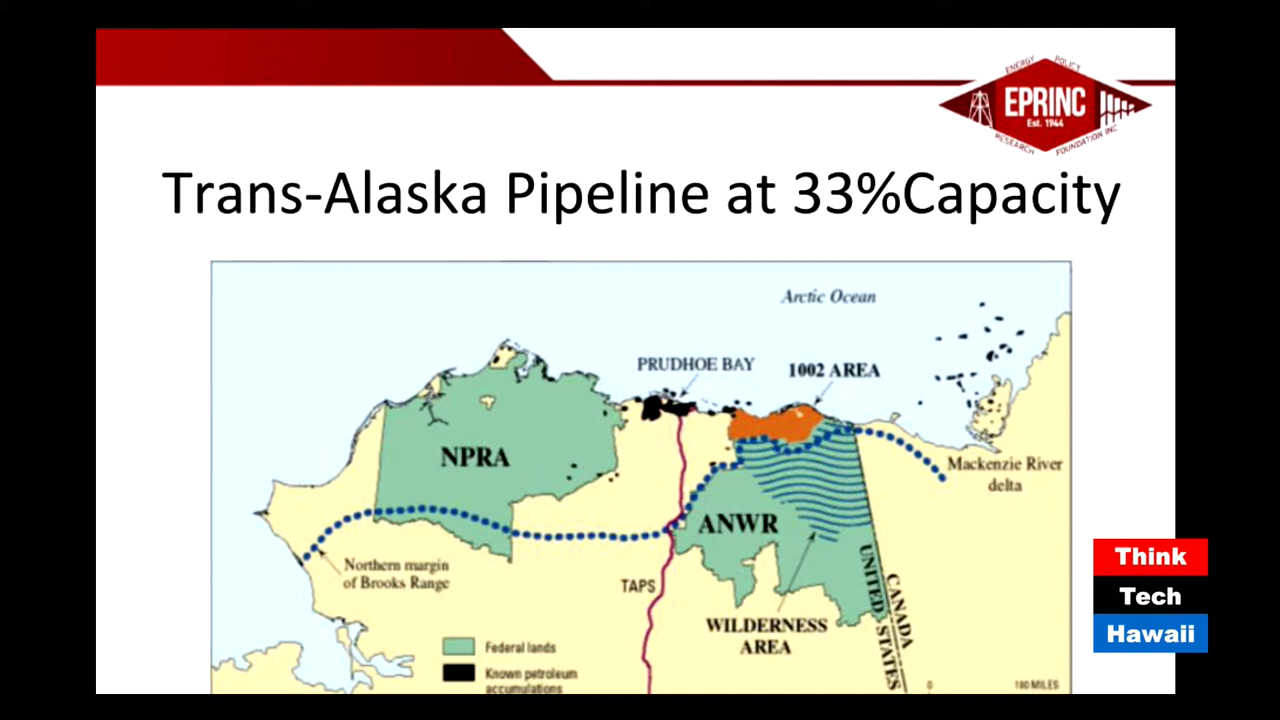 ENERGY POLICY
EPRINC
Est. 1944
RESEARCH FOUNDATION INC
Trans-Alaska Pipeline at 33%Capacity
Arctic Ocean
PRUDHOE BAY
1002 AREA
NPRA
Mackenzie River
delta
ANWR
Northern margin
of Brooks Range
TAPS
UNITED STATES
CANADA
WILDERNESS
AREA
Federal lands
Known petroleum
accumulations
0 180 MILES
Think
Tech
Hawaii